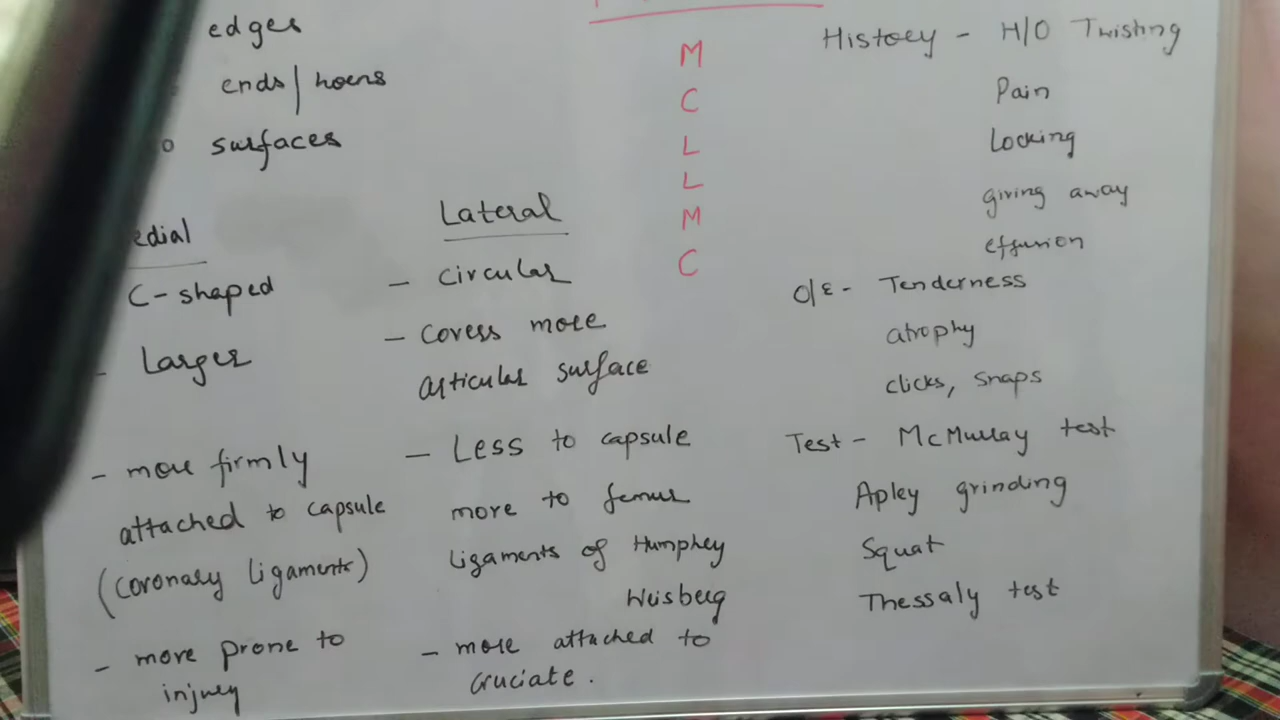 edges
ends/horns
surfaces
Medial
C-shaped
- Larger
- more firmly
attached to capsule
(coronary ligaments)
- more prone to
injury
Lateral
- circular
- covers more
articular surface
- Less to capsule
more to femur
ligaments of Humphey
Wrisberg
- more attached to
cruciate.
M
C
L
L
M
C
History - H/O Twisting
Pain
Locking
giving away
effusion
O/E - Tenderness
atrophy
clicks, snaps
Test - McMurray test
Apley grinding
Squat
Thessaly test